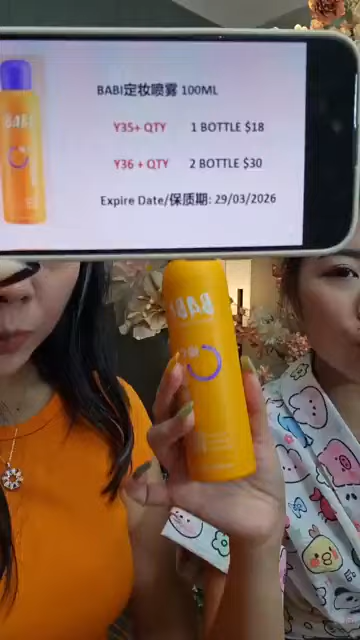 BABI定妆喷雾 100ML
BABI
Y35+ QTY 1 BOTTLE $18
Y36 + QTY 2 BOTTLE $30
Expire Date/保质期: 29/03/2026
BABI